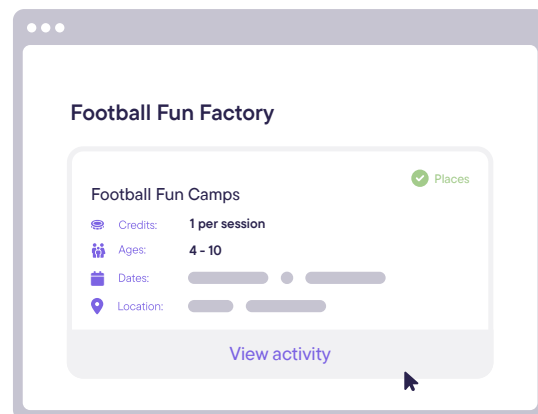 Football Fun Factory
Places
Football Fun Camps
Credits: 1 per session
Ages: 4 - 10
Dates:
Location:
View activity